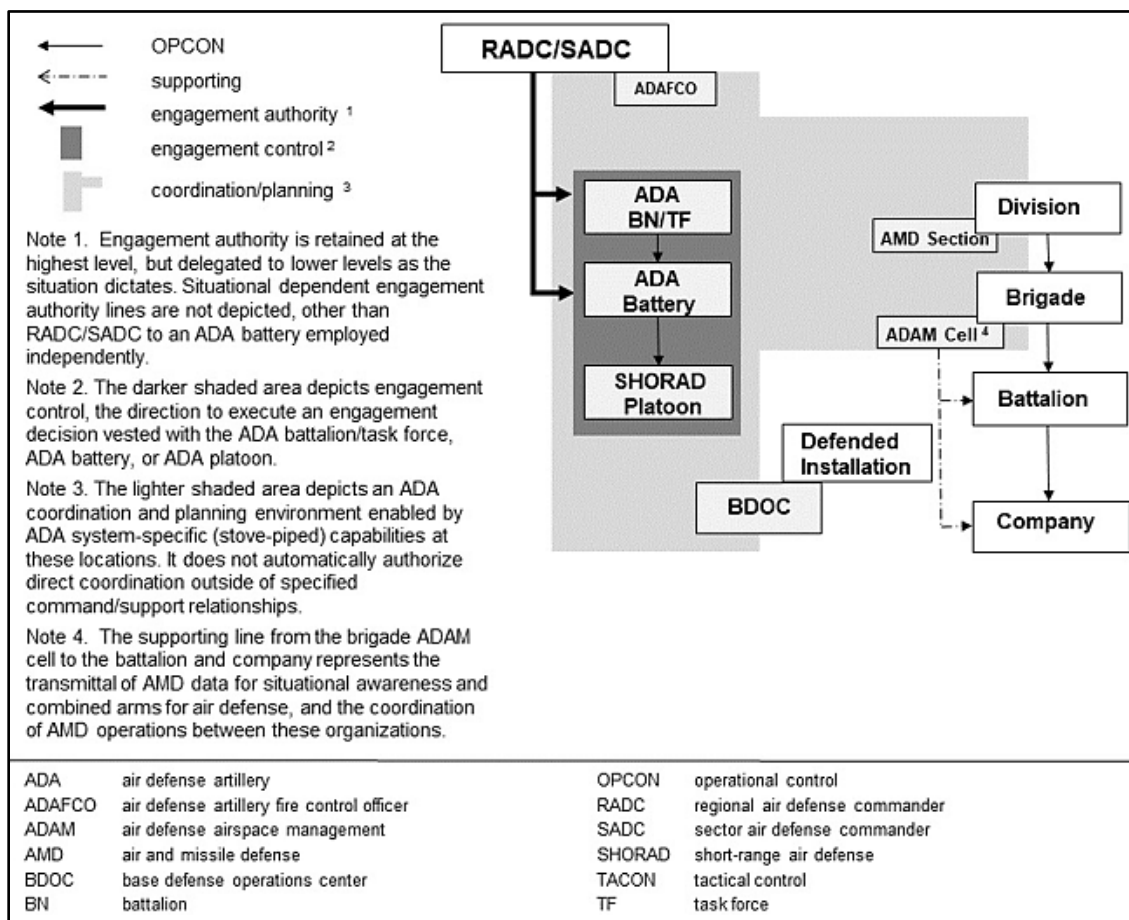 OPCON
supporting
engagement authority 1
engagement control 2
coordination/planning 3
Note 1. Engagement authority is retained at the
highest level, but delegated to lower levels as the
situation dictates. Situational dependent engagement
authority lines are not depicted, other than
RADC/SADC to an ADA battery employed
independently.
Note 2. The darker shaded area depicts engagement
control, the direction to execute an engagement
decision vested with the ADA battalion/task force,
ADA battery, or ADA platoon.
Note 3. The lighter shaded area depicts an ADA
coordination and planning environment enabled by
ADA system-specific (stove-piped) capabilities at
these locations. It does not automatically authorize
direct coordination outside of specified
command/support relationships.
Note 4. The supporting line from the brigade ADAM
cell to the battalion and company represents the
transmittal of AMD data for situational awareness and
combined arms for air defense, and the coordination
of AMD operations between these organizations.
RADC/SADC
ADAFCO
ADA
BN/TF
ADA
Battery
SHORAD
Platoon
Division
AMD Section
Brigade
ADAM Cell 4
Battalion
Defended
Installation
BDOC
Company
ADA air defense artillery
ADAFCO air defense artillery fire control officer
ADAM air defense airspace management
AMD air and missile defense
BDOC base defense operations center
BN battalion
OPCON operational control
RADC regional air defense commander
SADC sector air defense commander
SHORAD short-range air defense
TACON tactical control
TF task force